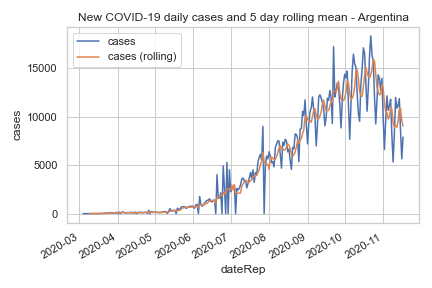 New COVID-19 daily cases and 5 day rolling mean - Argentina
cases
cases (rolling)
15000
10000
5000
0
cases
2020-03
2020-04
2020-05
2020-06
2020-07
2020-08
2020-09
2020-10
2020-11
dateRep